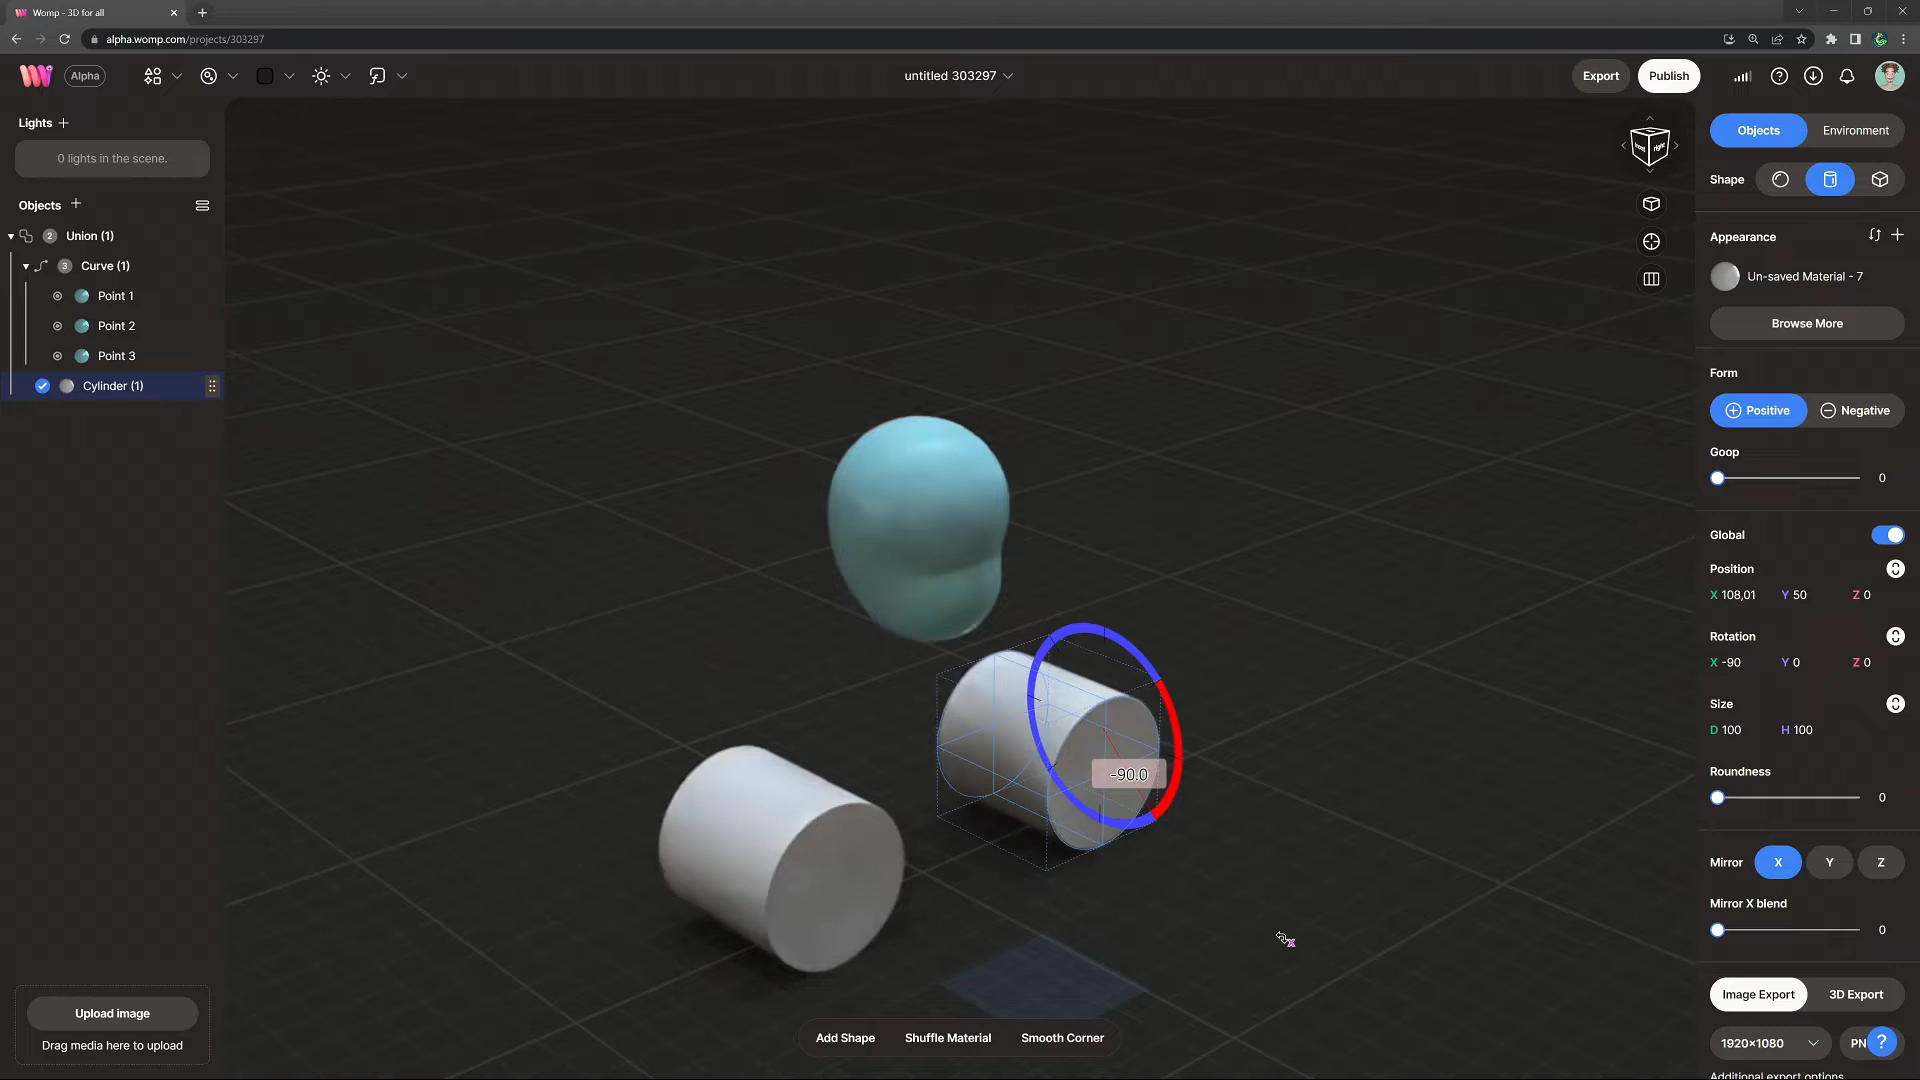 Womp - 3D for all
alpha.womp.com/projects/303297
Alpha
untitled 303297
Export
Publish
Lights
0 lights in the scene.
Objects
2 Union (1)
3 Curve (1)
Point 1
Point 2
Point 3
Cylinder (1)
Upload image
Drag media here to upload
front
right
-90.0
x
Add Shape
Shuffle Material
Smooth Corner
Objects
Environment
Shape
Appearance
Un-saved Material - 7
Browse More
Form
Positive
Negative
Goop
0
Global
Position
X 108,01 Y 50 Z 0
Rotation
X -90 Y 0 Z 0
Size
D 100 H 100
Roundness
0
Mirror X Y Z
Mirror X blend
0
Image Export
3D Export
1920×1080
PN
?
Additional export options